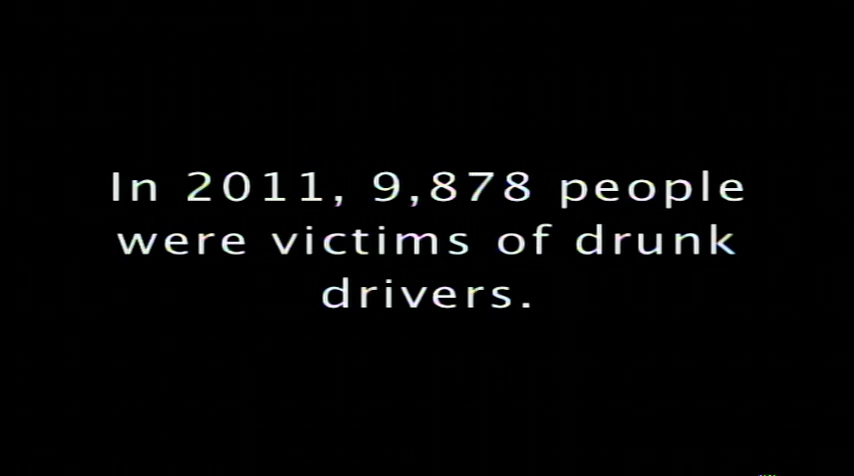 In 2011, 9,878 people
were victims of drunk
drivers.